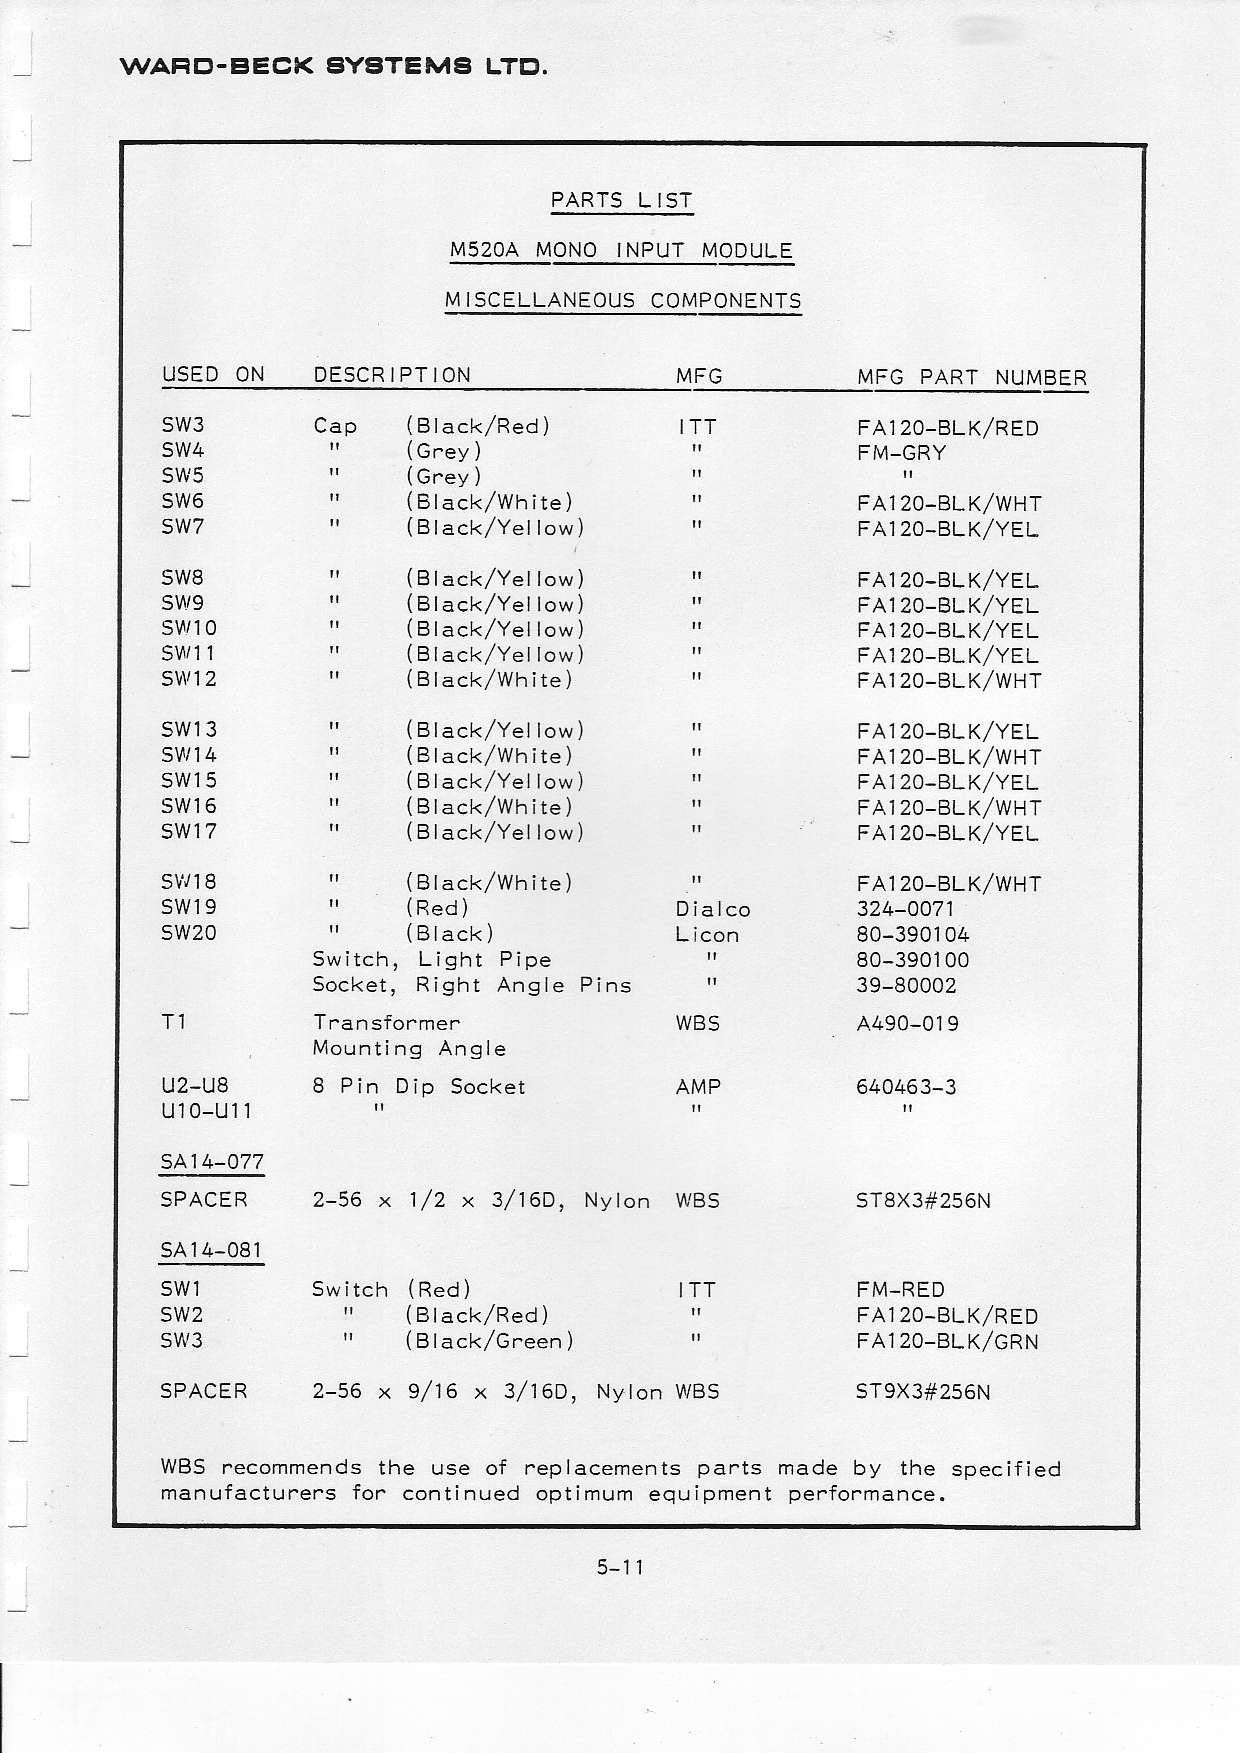 WARD-BECK SYSTEMS LTD.
PARTS LIST
M520A MONO INPUT MODULE
MISCELLANEOUS COMPONENTS
USED ON DESCRIPTION MFG MFG PART NUMBER
SW3 Cap (Black/Red) ITT FA120-BLK/RED
SW4 " (Grey) " FM-GRY
SW5 " (Grey) " "
SW6 " (Black/White) " FA120-BLK/WHT
SW7 " (Black/Yellow) " FA120-BLK/YEL
SW8 " (Black/Yellow) " FA120-BLK/YEL
SW9 " (Black/Yellow) " FA120-BLK/YEL
SW10 " (Black/Yellow) " FA120-BLK/YEL
SW11 " (Black/Yellow) " FA120-BLK/YEL
SW12 " (Black/White) " FA120-BLK/WHT
SW13 " (Black/Yellow) " FA120-BLK/YEL
SW14 " (Black/White) " FA120-BLK/WHT
SW15 " (Black/Yellow) " FA120-BLK/YEL
SW16 " (Black/White) " FA120-BLK/WHT
SW17 " (Black/Yellow) " FA120-BLK/YEL
SW18 " (Black/White) " FA120-BLK/WHT
SW19 " (Red) Dialco 324-0071
SW20 " (Black) Licon 80-390104
Switch, Light Pipe " 80-390100
Socket, Right Angle Pins " 39-80002
T1 Transformer WBS A490-019
Mounting Angle
U2-U8 8 Pin Dip Socket AMP 640463-3
U10-U11 " " "
SA14-077
SPACER 2-56 x 1/2 x 3/16D, Nylon WBS ST8X3#256N
SA14-081
SW1 Switch (Red) ITT FM-RED
SW2 " (Black/Red) " FA120-BLK/RED
SW3 " (Black/Green) " FA120-BLK/GRN
SPACER 2-56 x 9/16 x 3/16D, Nylon WBS ST9X3#256N
WBS recommends the use of replacements parts made by the specified
manufacturers for continued optimum equipment performance.
5-11